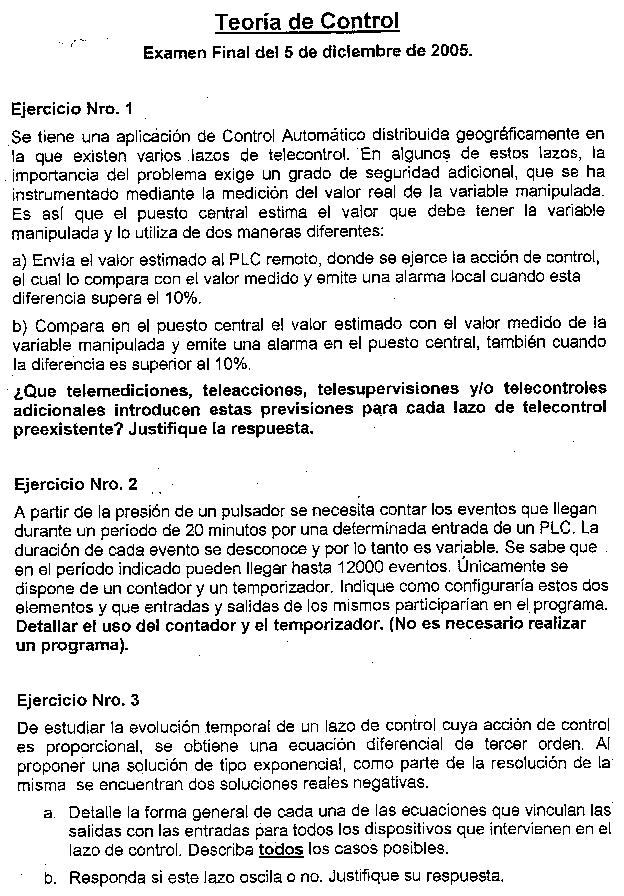 Teoría de Control
Examen Final del 5 de diciembre de 2005.
Ejercicio Nro. 1
Se tiene una aplicación de Control Automático distribuida geográficamente en
la que existen varios lazos de telecontrol. En algunos de estos lazos, la
importancia del problema exige un grado de seguridad adicional, que se ha
instrumentado mediante la medición del valor real de la variable manipulada.
Es así que el puesto central estima el valor que debe tener la variable
manipulada y lo utiliza de dos maneras diferentes:
a) Envía el valor estimado al PLC remoto, donde se ejerce la acción de control,
el cual lo compara con el valor medido y emite una alarma local cuando esta
diferencia supera el 10%.
b) Compara en el puesto central el valor estimado con el valor medido de la
variable manipulada y emite una alarma en el puesto central, también cuando
la diferencia es superior al 10%.
¿Que telemediciones, teleacciones, telesupervisiones y/o telecontroles
adicionales introducen estas previsiones para cada lazo de telecontrol
preexistente? Justifique la respuesta.
Ejercicio Nro. 2
A partir de la presión de un pulsador se necesita contar los eventos que llegan
durante un período de 20 minutos por una determinada entrada de un PLC. La
duración de cada evento se desconoce y por lo tanto es variable. Se sabe que
en el período indicado pueden llegar hasta 12000 eventos. Únicamente se
dispone de un contador y un temporizador. Indique como configuraría estos dos
elementos y que entradas y salidas de los mismos participarían en el programa.
Detallar el uso del contador y el temporizador. (No es necesario realizar
un programa).
Ejercicio Nro. 3
De estudiar la evolución temporal de un lazo de control cuya acción de control
es proporcional, se obtiene una ecuación diferencial de tercer orden. Al
proponer una solución de tipo exponencial, como parte de la resolución de la
misma se encuentran dos soluciones reales negativas.
a. Detalle la forma general de cada una de las ecuaciones que vinculan las
salidas con las entradas para todos los dispositivos que intervienen en el
lazo de control. Describa todos los casos posibles.
b. Responda si este lazo oscila o no. Justifique su respuesta.